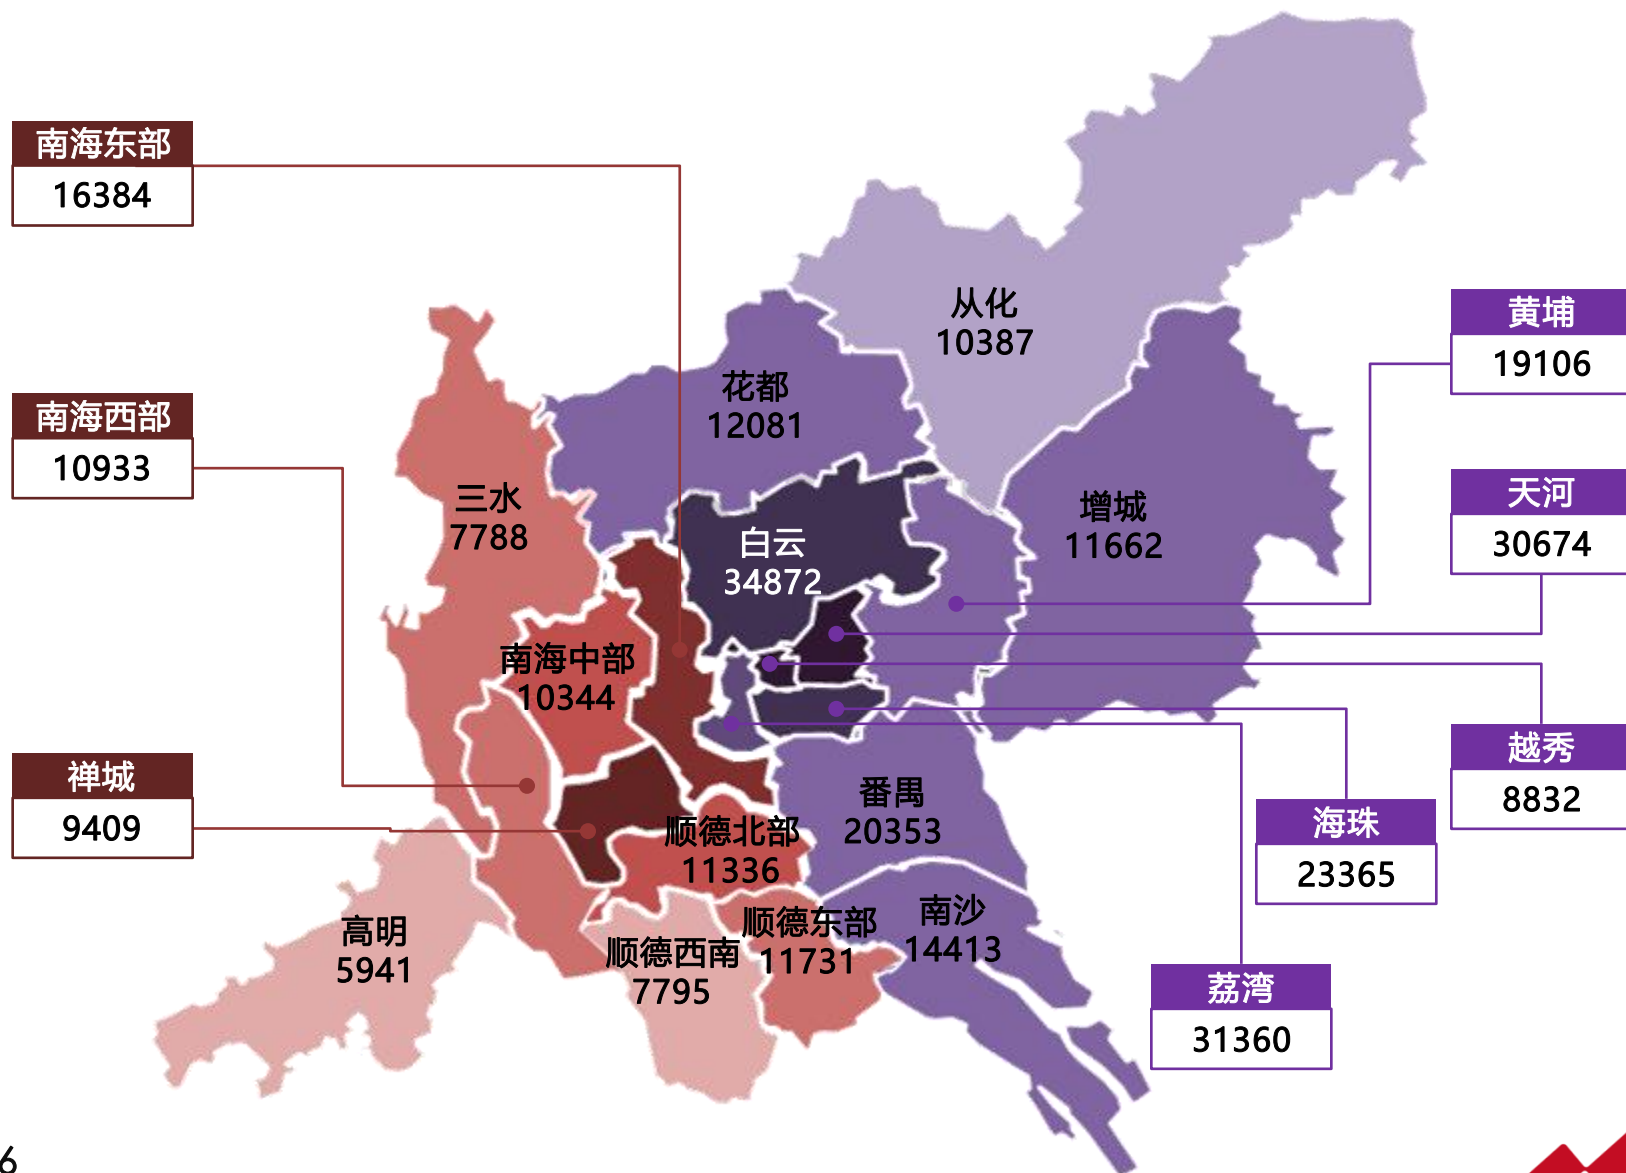 南海东部
16384
南海西部
10933
禅城
9409
从化
10387
花都
12081
三水
7788
白云
34872
增城
11662
南海中部
10344
番禺
20353
顺德北部
11336
南沙
14413
顺德东部
11731
顺德西南
7795
高明
5941
黄埔
19106
天河
30674
越秀
8832
海珠
23365
荔湾
31360
6